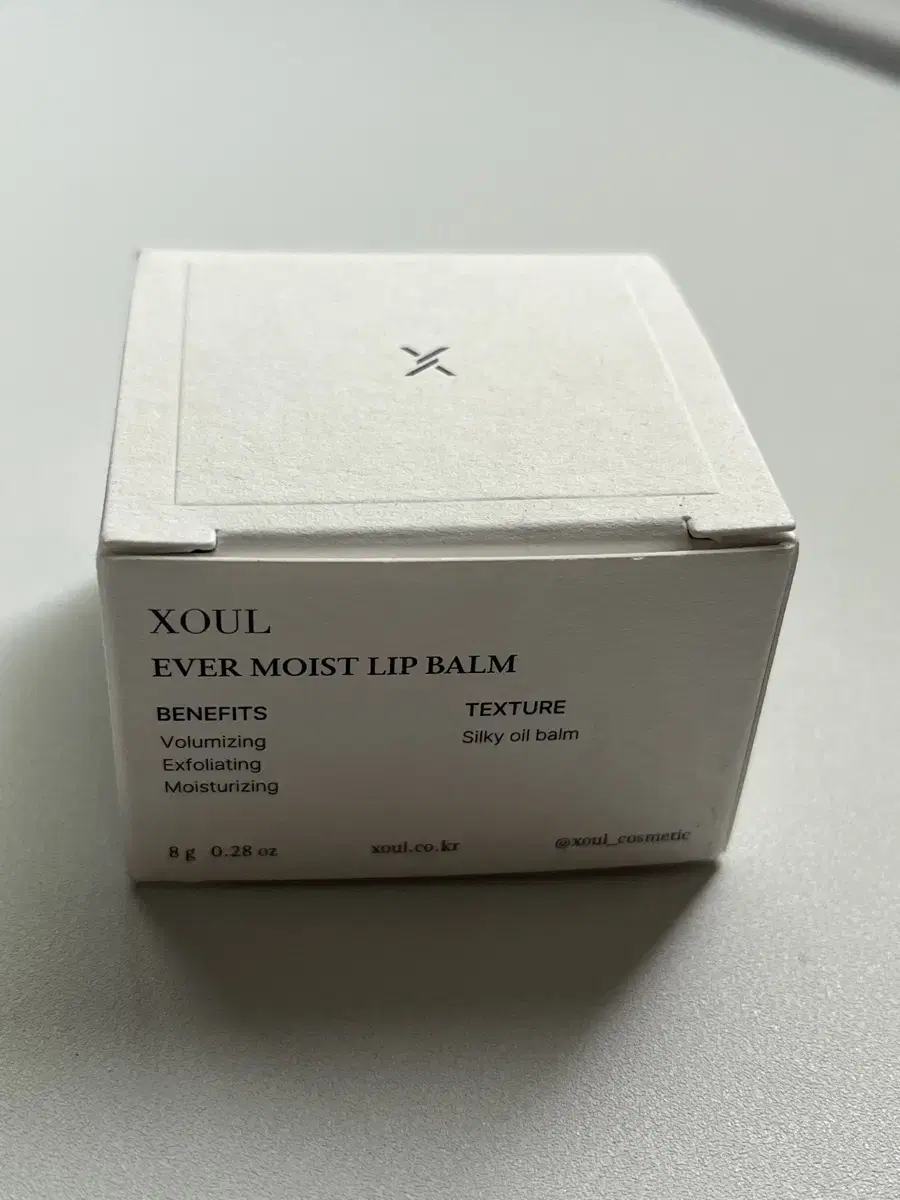 XOUL
EVER MOIST LIP BALM
BENEFITS
Volumizing
Exfoliating
Moisturizing
TEXTURE
Silky oil balm
8 g 0.28 oz
xoul.co.kr
@xoul_cosmetic